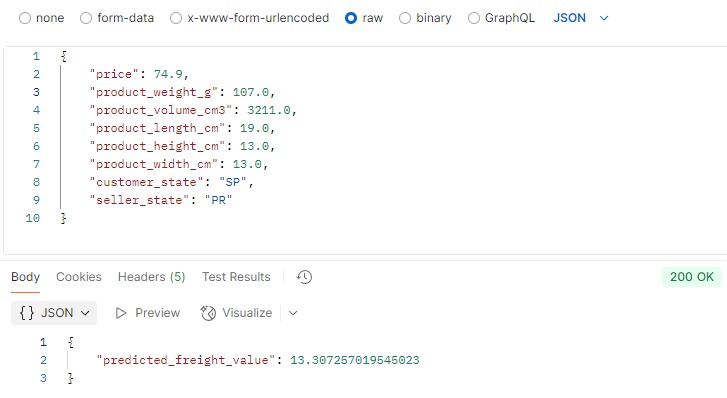 none form-data x-www-form-urlencoded raw binary GraphQL JSON
1 {
2 "price": 74.9,
3 "product_weight_g": 107.0,
4 "product_volume_cm3": 3211.0,
5 "product_length_cm": 19.0,
6 "product_height_cm": 13.0,
7 "product_width_cm": 13.0,
8 "customer_state": "SP",
9 "seller_state": "PR"
10 }
Body Cookies Headers (5) Test Results 200 OK
{} JSON Preview Visualize
1 {
2 "predicted_freight_value": 13.307257019545023
3 }